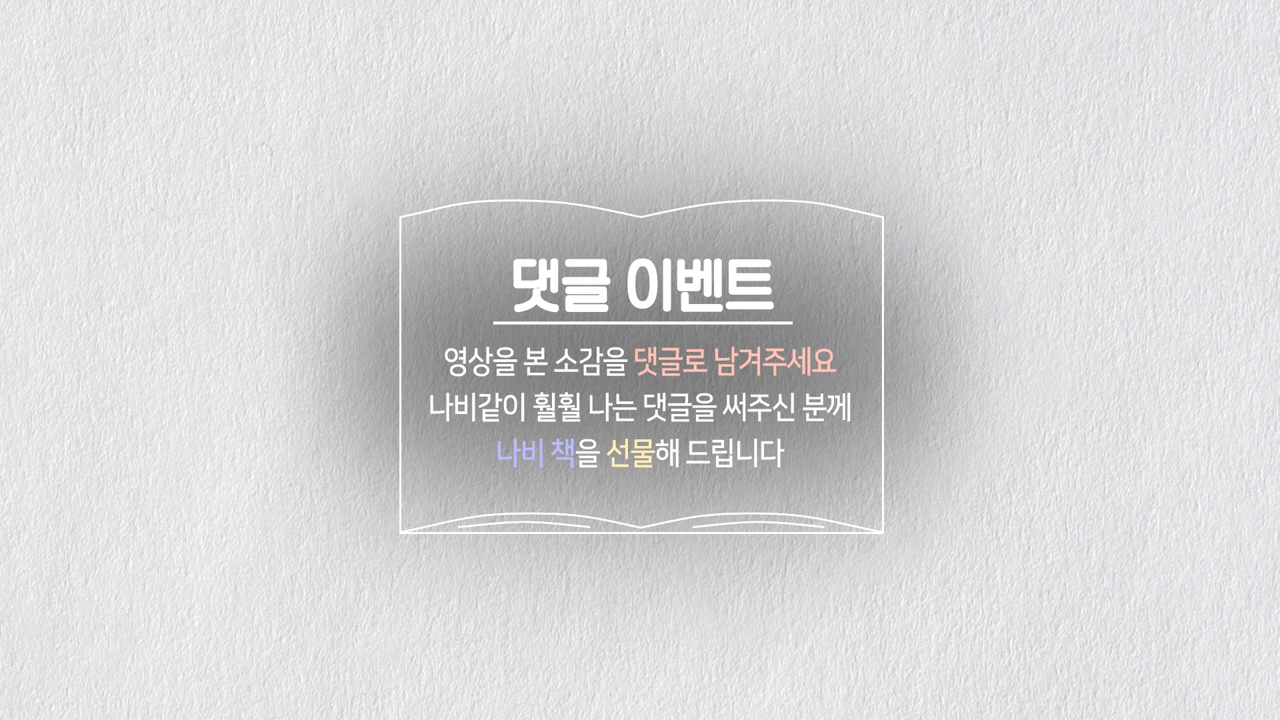 댓글 이벤트
영상을 본 소감을 댓글로 남겨주세요
나비같이 훨훨 나는 댓글을 써주신 분께
나비 책을 선물해 드립니다